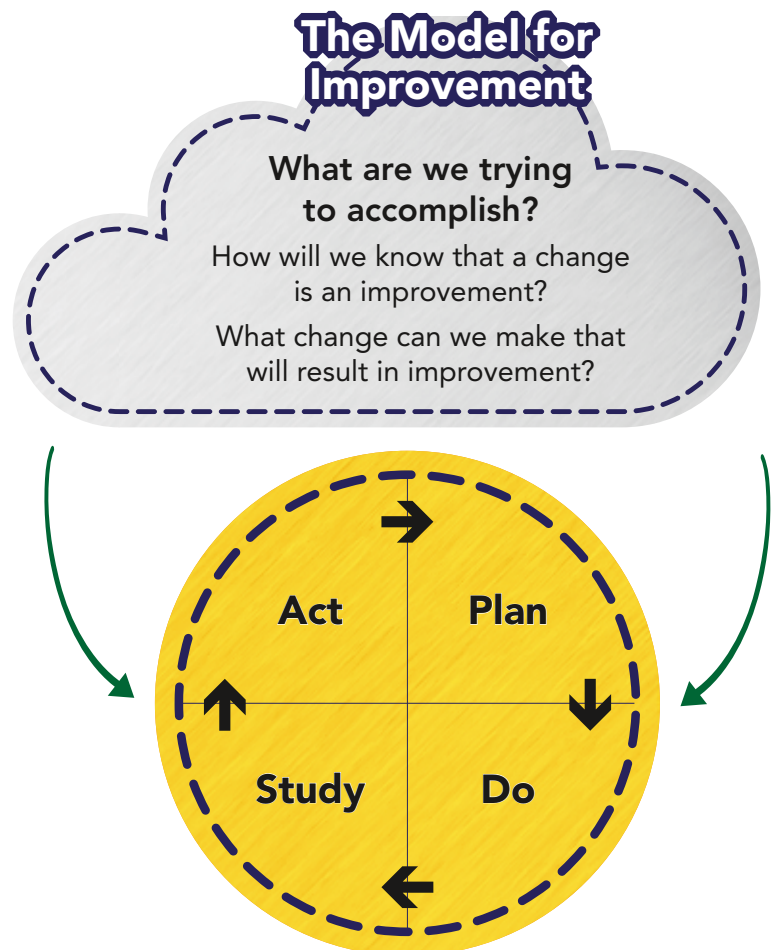 The Model for
Improvement
What are we trying
to accomplish?
How will we know that a change
is an improvement?
What change can we make that
will result in improvement?
Act
Plan
Study
Do